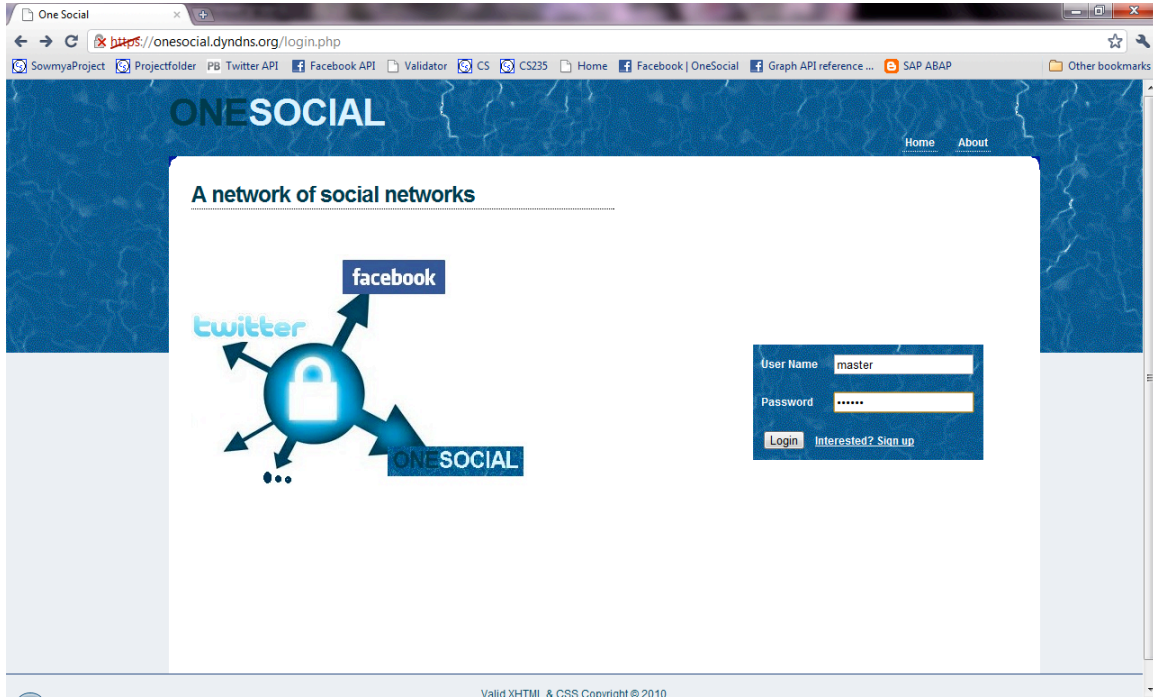 One Social
https://onesocial.dyndns.org/login.php
SowmyaProject Projectfolder PB Twitter API Facebook API Validator CS CS235 Home Facebook | OneSocial Graph API reference ... SAP ABAP Other bookmarks
ONESOCIAL
Home About
A network of social networks
facebook
twitter
ONESOCIAL
User Name master
Password ••••••
Login Interested? Sign up
Valid XHTML & CSS Copyright © 2010